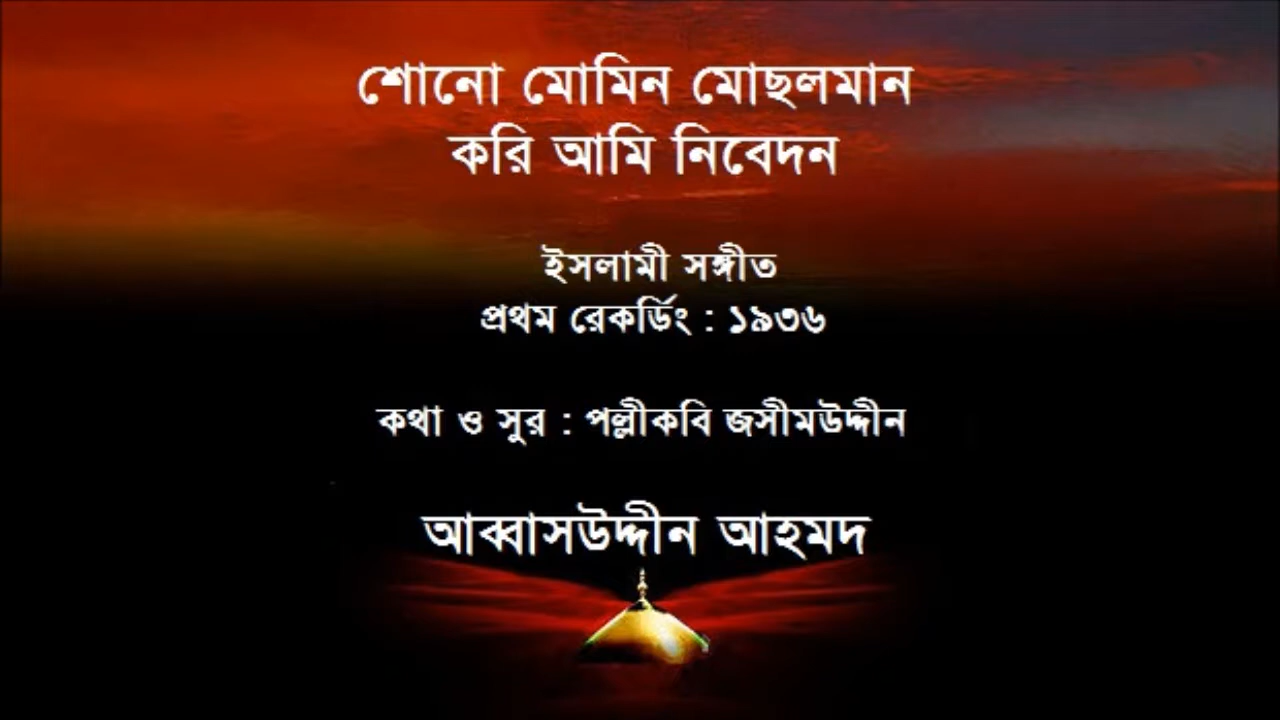 শোনো মোমিন মোছলমান
করি আমি নিবেদন
ইসলামী সঙ্গীত
প্রথম রেকর্ডিং : ১৯৩৬
কথা ও সুর : পল্লীকবি জসীমউদ্দীন
আব্বাসউদ্দীন আহমদ